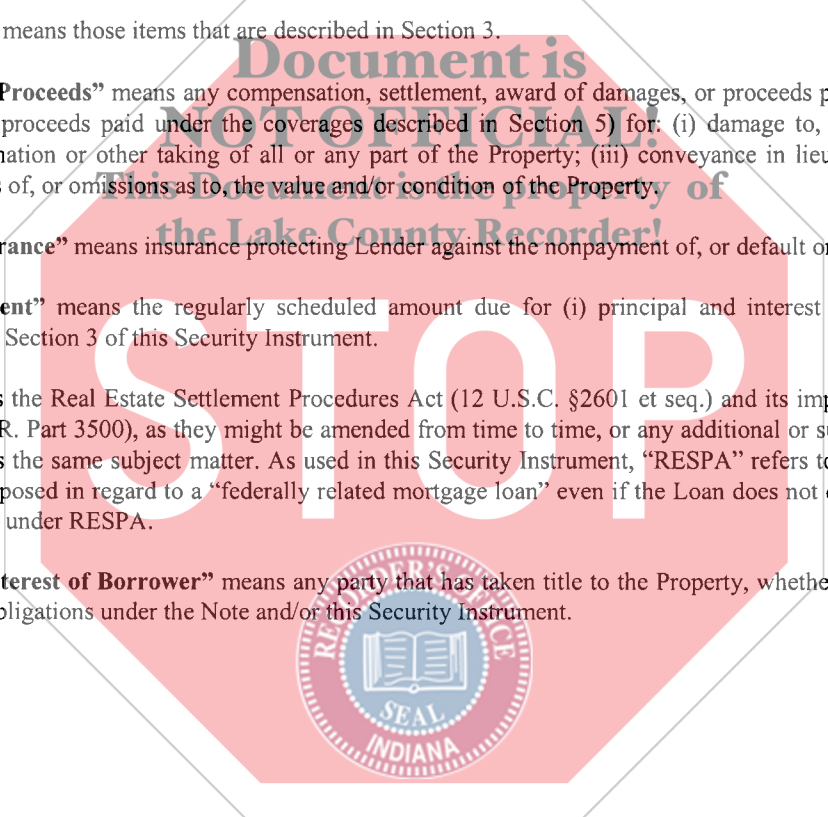 means those items that are described in Section 3.
Document is
Proceeds” means any compensation, settlement, award of damages, or proceeds p
NOT OFFICIAL!
proceeds paid under the coverages described in Section 5) for: (i) damage to,
nation or other taking of all or any part of the Property; (iii) conveyance in lieu
This Document is the property of
s of, or omissions as to, the value and/or condition of the Property.
the Lake County Recorder!
rance” means insurance protecting Lender against the nonpayment of, or default on
ent” means the regularly scheduled amount due for (i) principal and interest
Section 3 of this Security Instrument.
STOP
s the Real Estate Settlement Procedures Act (12 U.S.C. §2601 et seq.) and its imp
R. Part 3500), as they might be amended from time to time, or any additional or su
s the same subject matter. As used in this Security Instrument, “RESPA” refers to
posed in regard to a “federally related mortgage loan” even if the Loan does not
under RESPA.
terest of Borrower” means any party that has taken title to the Property, whethe
bligations under the Note and/or this Security Instrument.
RECORDER'S OFFICE
SEAL
INDIANA